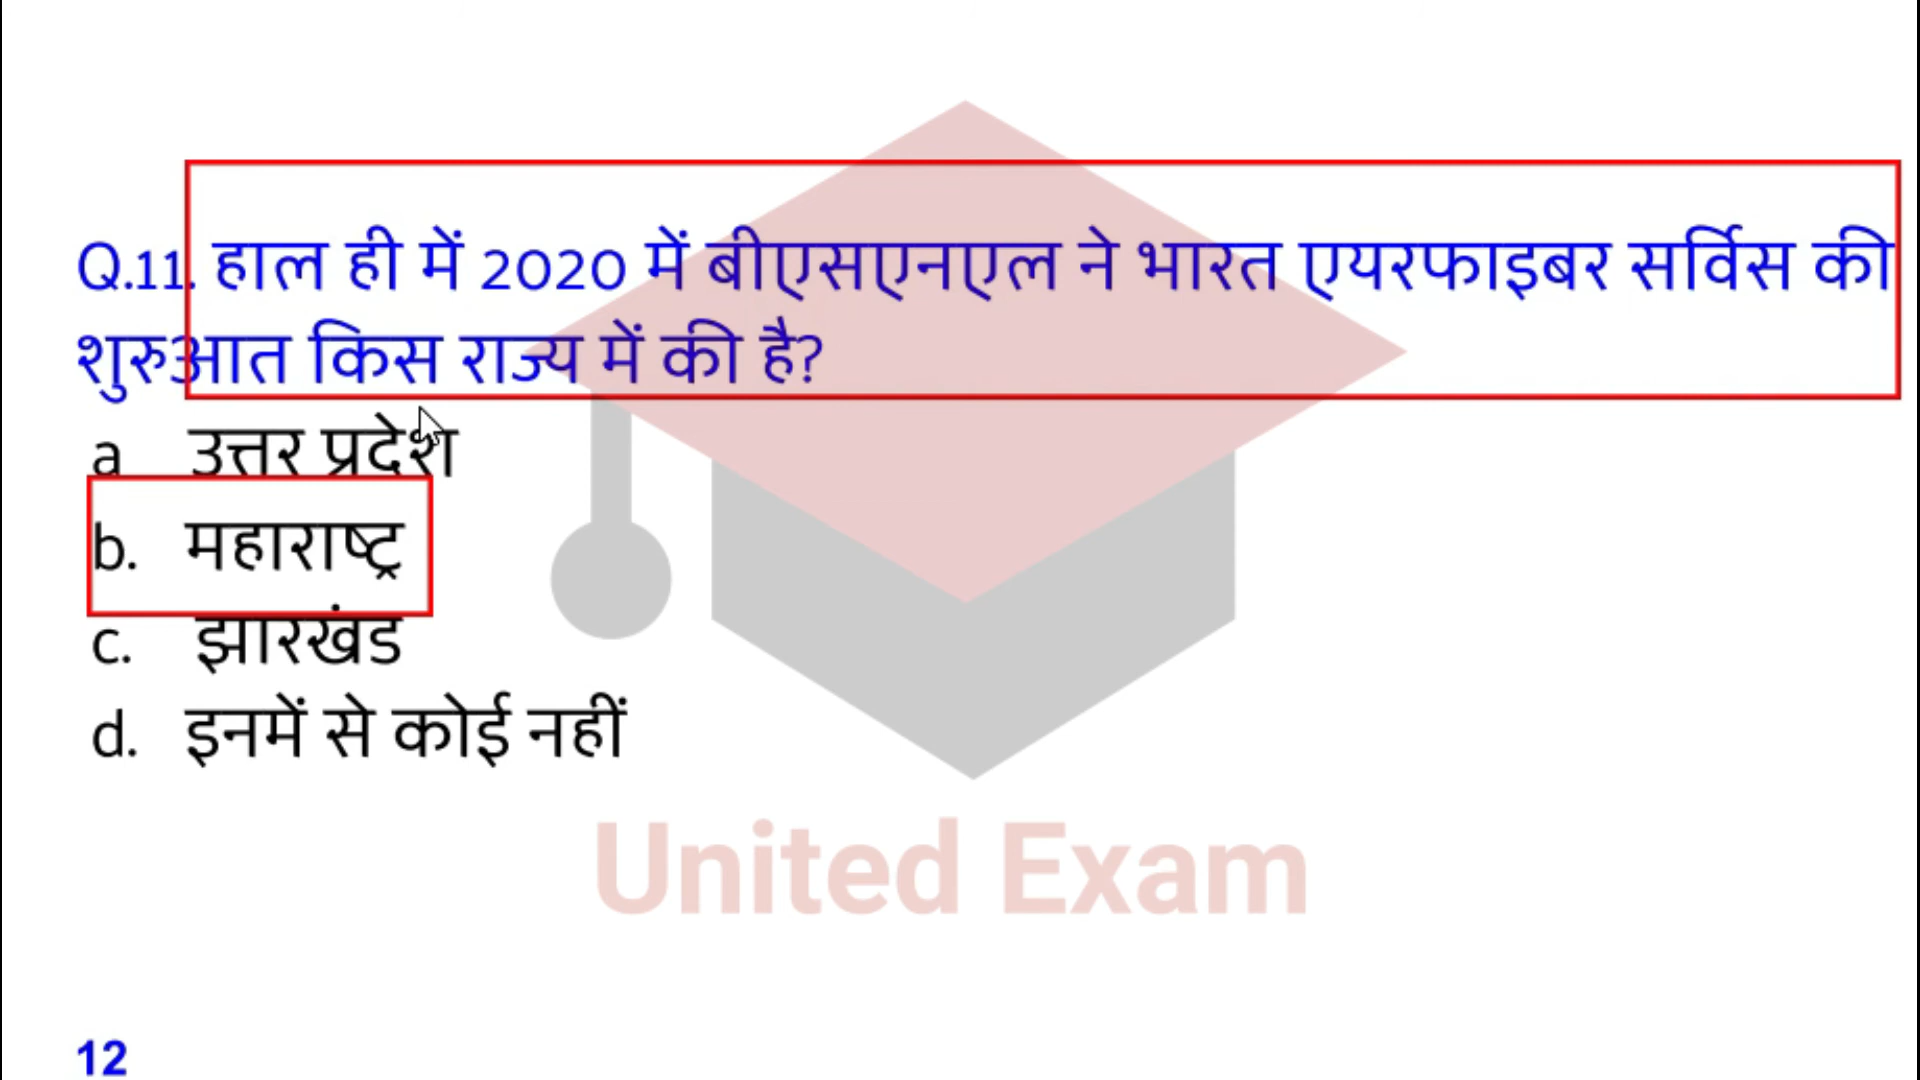 Q.11. हाल ही में 2020 में बीएसएनएल ने भारत एयरफाइबर सर्विस की
शुरुआत किस राज्य में की है?
a उत्तर प्रदेश
b. महाराष्ट्र
c. झारखंड
d. इनमें से कोई नहीं
United Exam
12